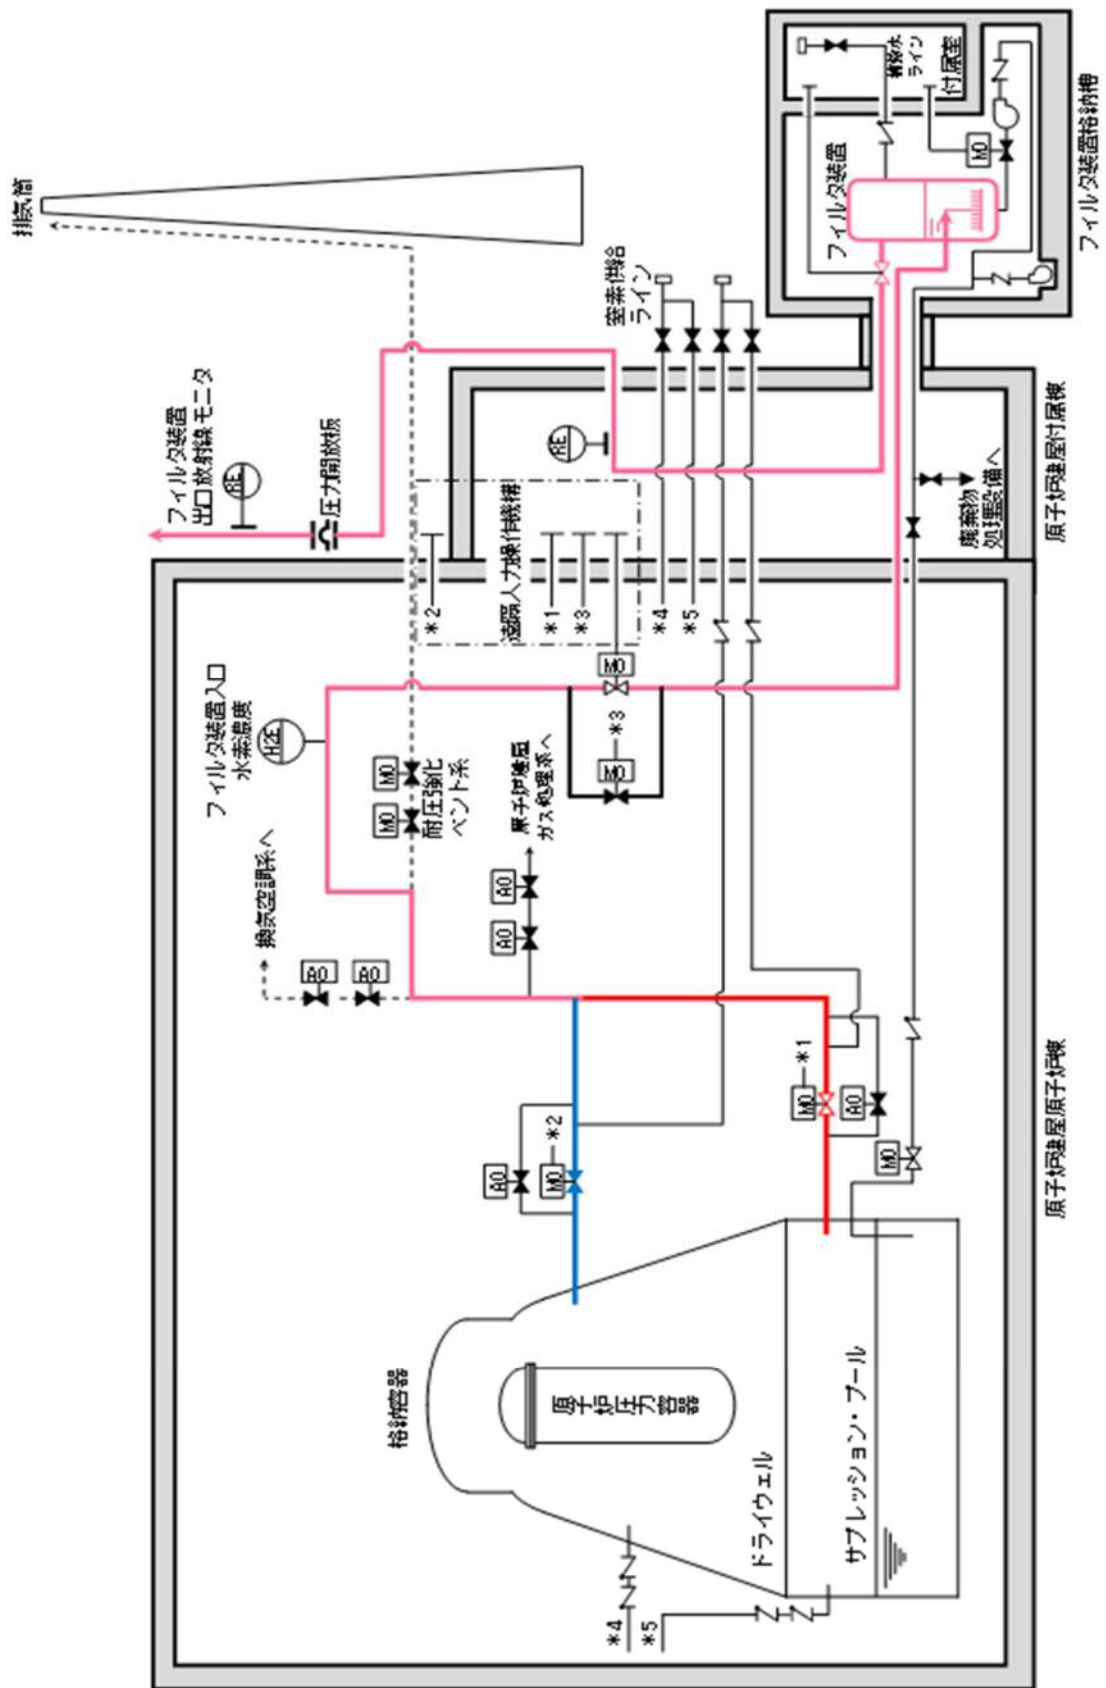 排気筒
フィルタ装置
出口放射線モニタ
RE
圧力開放板
フィルタ装置入口
水素濃度
H2E
換気空調系へ
AO
AO
MO
MO
耐圧強化
ベント系
原子炉建屋
ガス処理系へ
AO
AO
遠隔人力操作機構
*2
*1
*3
*4
*5
MO
*3
MO
RE
窒素供給
ライン
フィルタ装置
補給水
ライン
付属室
MO
フィルタ装置格納槽
原子炉建屋付属棟
廃棄物
処理設備へ
AO
MO
*2
MO
*1
AO
MO
原子炉建屋原子炉棟
格納容器
原子炉圧力容器
ドライウェル
サプレッション・プール
*4
*5